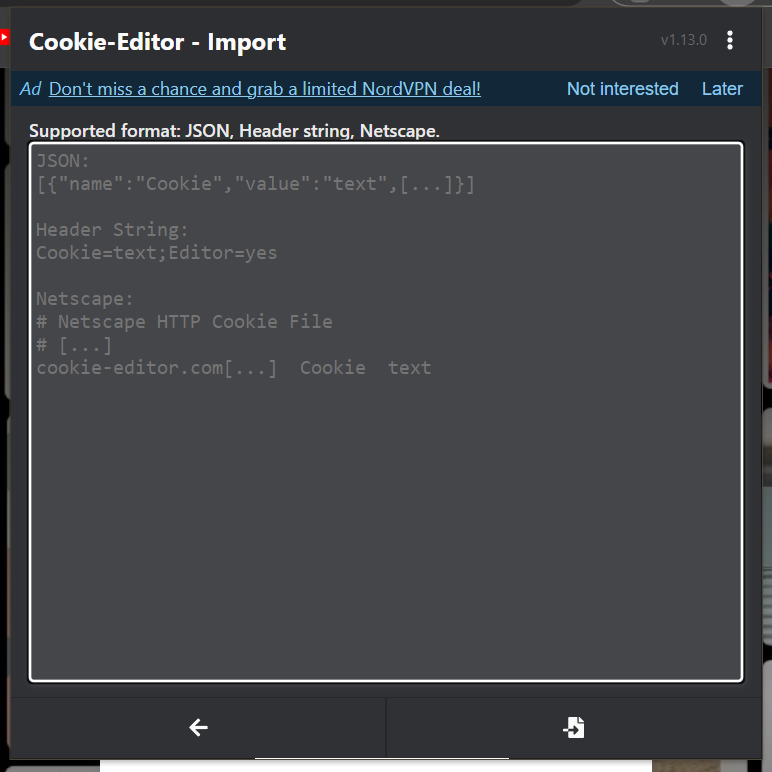 Cookie-Editor - Import
v1.13.0
Ad Don't miss a chance and grab a limited NordVPN deal!
Not interested
Later
Supported format: JSON, Header string, Netscape.
JSON:
[{"name":"Cookie","value":"text",[...]}]
Header String:
Cookie=text;Editor=yes
Netscape:
# Netscape HTTP Cookie File
# [...]
cookie-editor.com[...]  Cookie  text